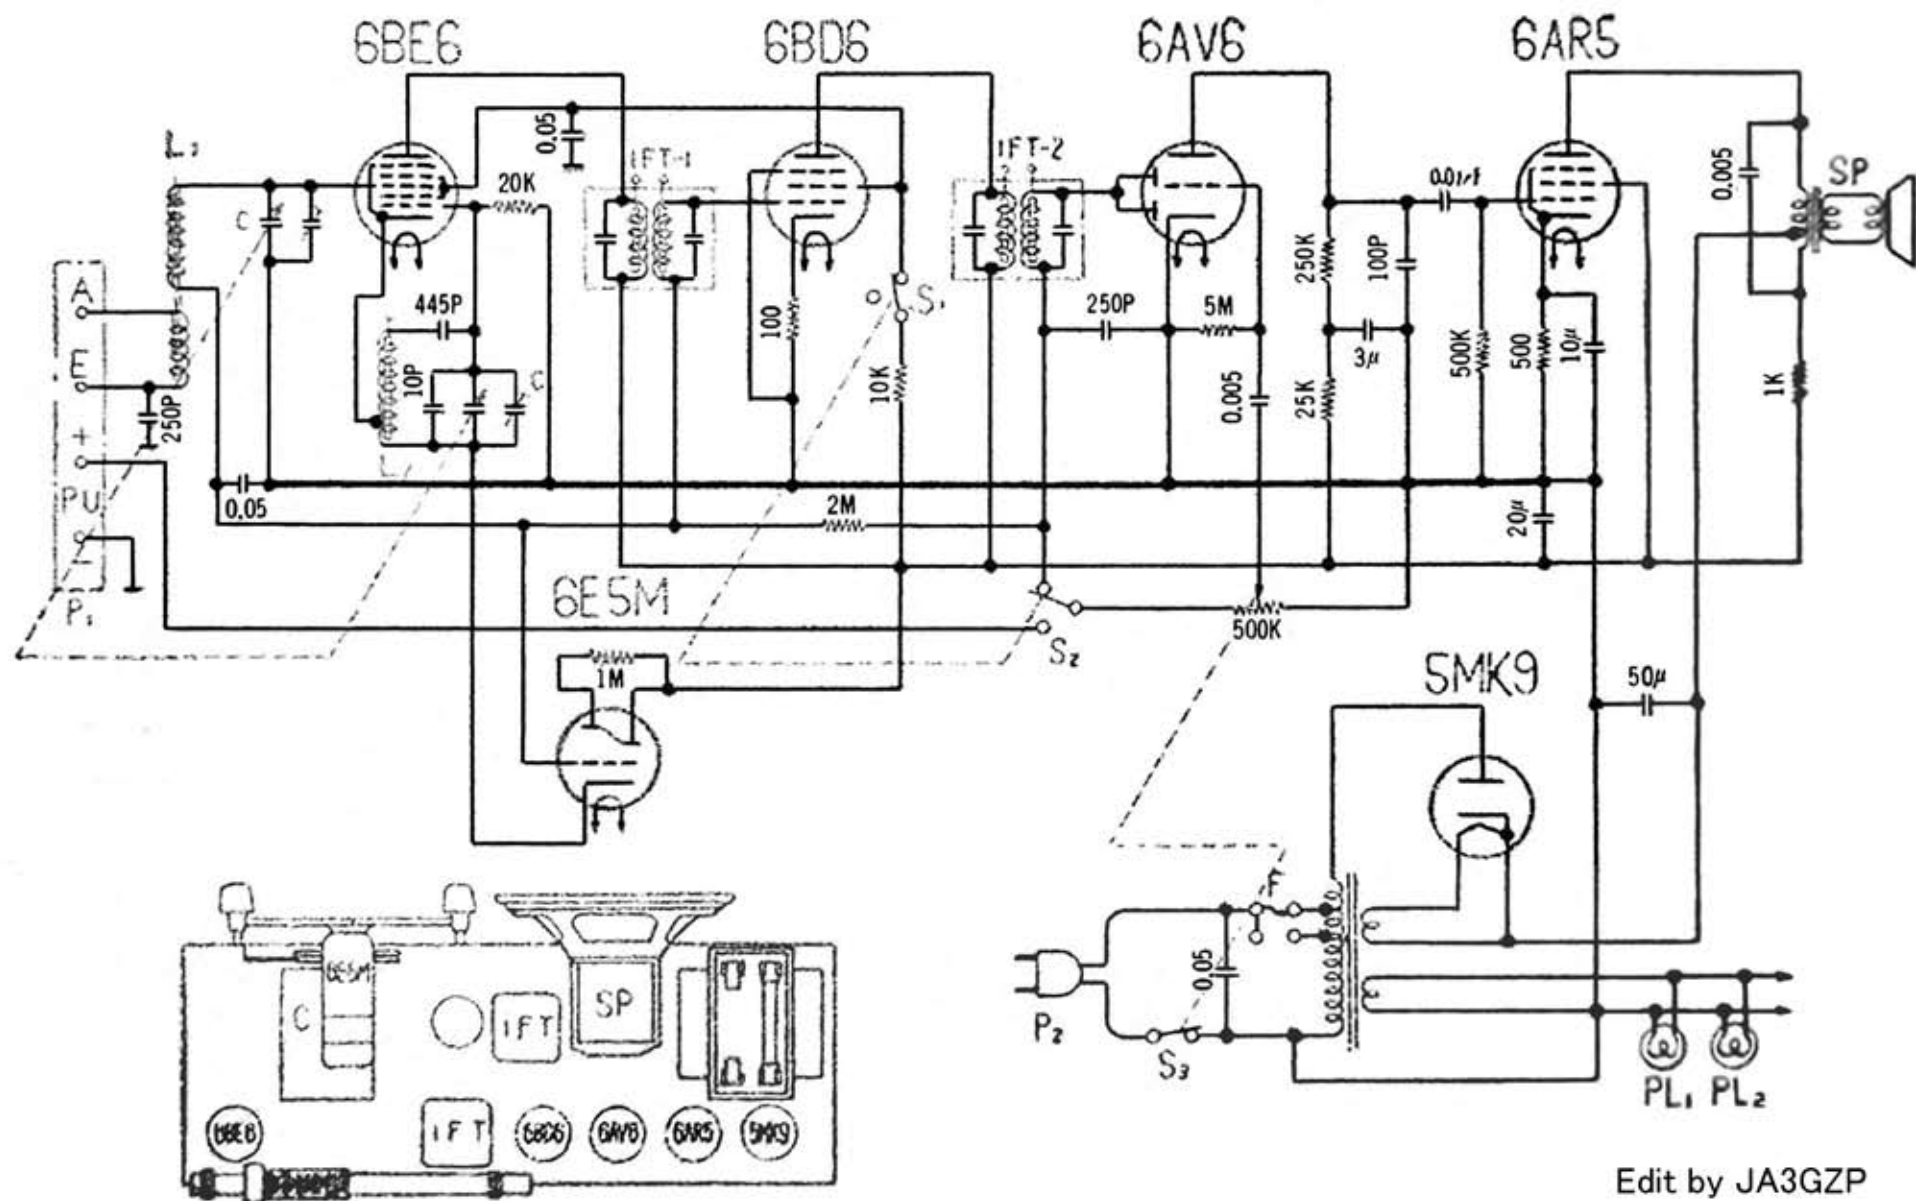 6BE6 6BD6 6AV6 6AR5
0.05
IFT-1
IFT-2
20K
0.01μF
0.005
SP
C
A
E
+
PU
-
P₁
250P
445P
10P
C
L
100
S₁
10K
250P
5M
0.005
250K
100P
3μ
25K
500K
500
10μ
1K
0.05
2M
20μ
6E5M
1M
S₂
500K
5MK9
50μ
F
0.05
P₂
S₃
PL₁ PL₂
6E5M
C
IFT
SP
6BE6
IFT
6BD6
6AV6
6AR5
5MK9
Edit by JA3GZP